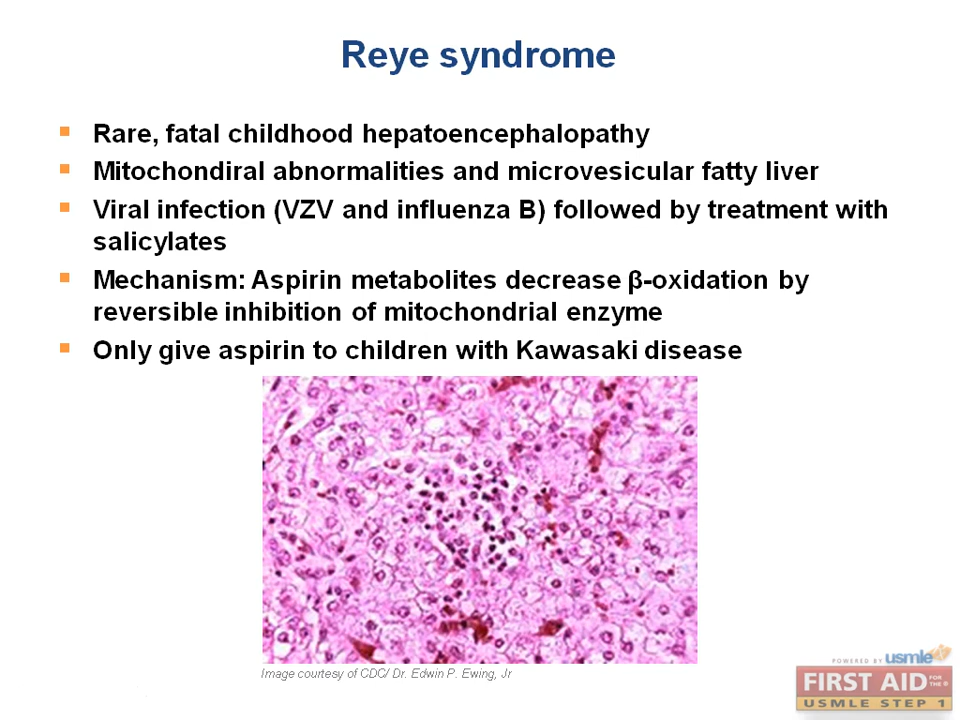 Reye syndrome
▪ Rare, fatal childhood hepatoencephalopathy
▪ Mitochondiral abnormalities and microvesicular fatty liver
▪ Viral infection (VZV and influenza B) followed by treatment with
salicylates
▪ Mechanism: Aspirin metabolites decrease β-oxidation by
reversible inhibition of mitochondrial enzyme
▪ Only give aspirin to children with Kawasaki disease
Image courtesy of CDC/ Dr. Edwin P. Ewing, Jr
POWERED BY usmle
FIRST AID FOR THE ®
USMLE STEP 1